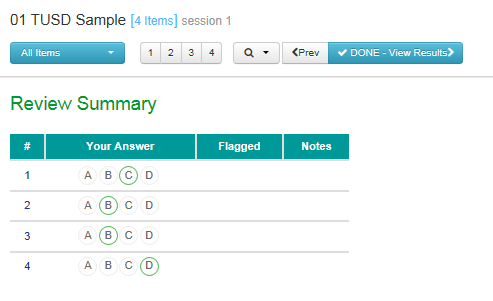 01 TUSD Sample [4 Items] session 1
All Items 1 2 3 4 Prev DONE - View Results
Review Summary
# Your Answer Flagged Notes
1 A B C D
2 A B C D
3 A B C D
4 A B C D